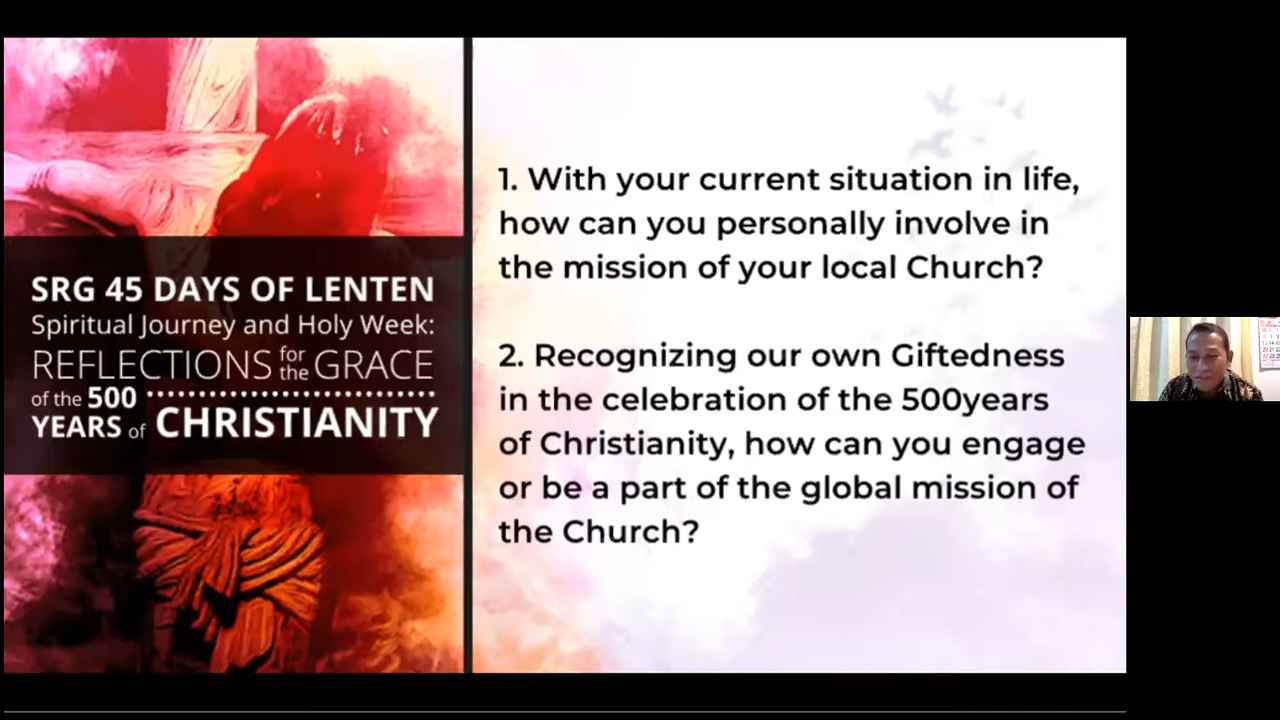 SRG 45 DAYS OF LENTEN
Spiritual Journey and Holy Week:
REFLECTIONS for the GRACE
of the 500
YEARS of CHRISTIANITY
1. With your current situation in life,
how can you personally involve in
the mission of your local Church?
2. Recognizing our own Giftedness
in the celebration of the 500years
of Christianity, how can you engage
or be a part of the global mission of
the Church?